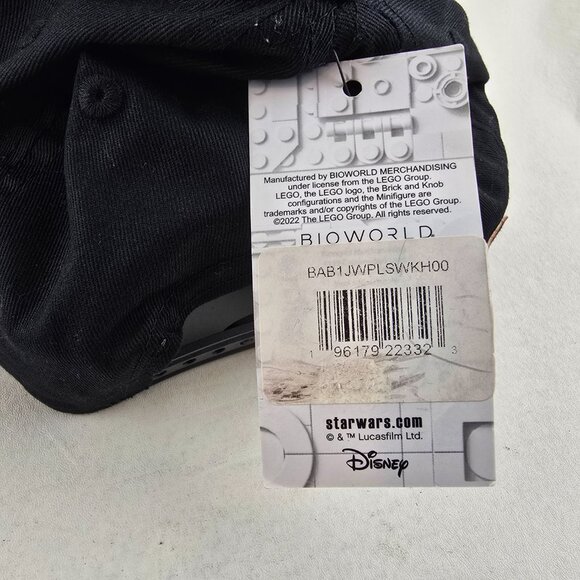 Manufactured by BIOWORLD MERCHANDISING
under license from the LEGO Group.
LEGO, the LEGO logo, the Brick and Knob
configurations and the Minifigure are
trademarks and/or copyrights of the LEGO Group.
©2022 The LEGO Group. All rights reserved.
BIOWORLD
BAB1JWPLSWKH00
1 96179 22332 3
starwars.com
© & ™ Lucasfilm Ltd.
Disney